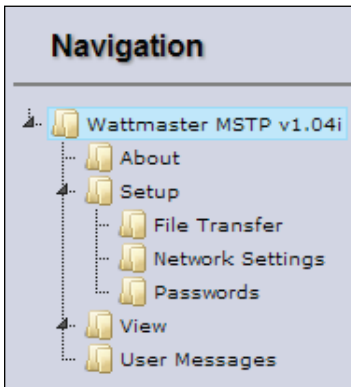 Navigation
Wattmaster MSTP v1.04i
About
Setup
File Transfer
Network Settings
Passwords
View
User Messages